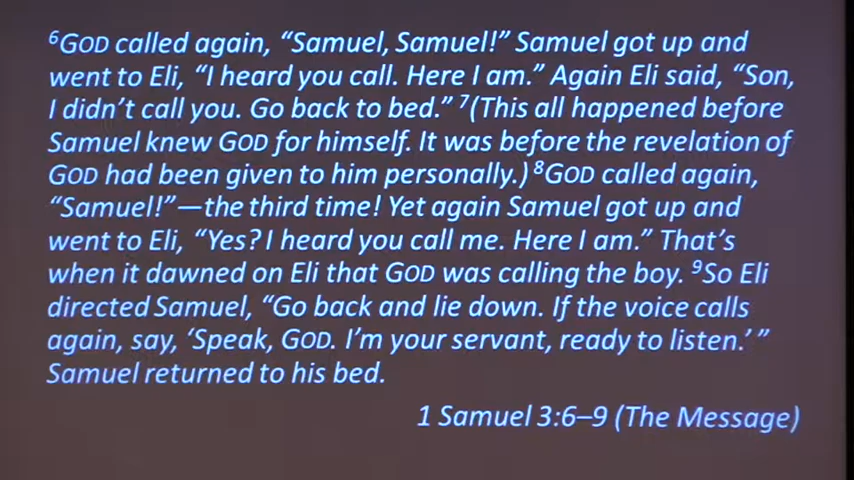 ⁶GOD called again, “Samuel, Samuel!” Samuel got up and
went to Eli, “I heard you call. Here I am.” Again Eli said, “Son,
I didn’t call you. Go back to bed.” ⁷(This all happened before
Samuel knew GOD for himself. It was before the revelation of
GOD had been given to him personally.) ⁸GOD called again,
“Samuel!”—the third time! Yet again Samuel got up and
went to Eli, “Yes? I heard you call me. Here I am.” That’s
when it dawned on Eli that GOD was calling the boy. ⁹So Eli
directed Samuel, “Go back and lie down. If the voice calls
again, say, ‘Speak, GOD. I’m your servant, ready to listen.’ ”
Samuel returned to his bed.
1 Samuel 3:6–9 (The Message)